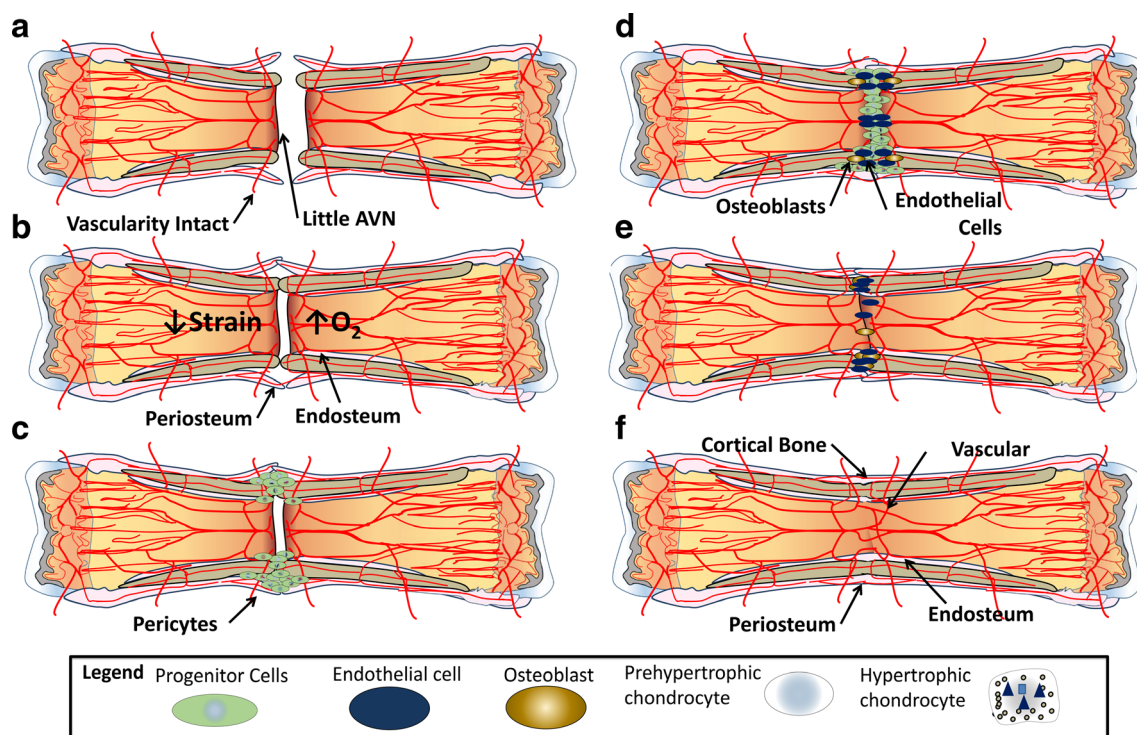 a
Vascularity Intact
Little AVN
b
↓ Strain
↑ O₂
Periosteum
Endosteum
c
Pericytes
d
Osteoblasts
Endothelial
Cells
e
f
Cortical Bone
Vascular
Periosteum
Endosteum
Legend
Progenitor Cells
Endothelial cell
Osteoblast
Prehypertrophic
chondrocyte
Hypertrophic
chondrocyte